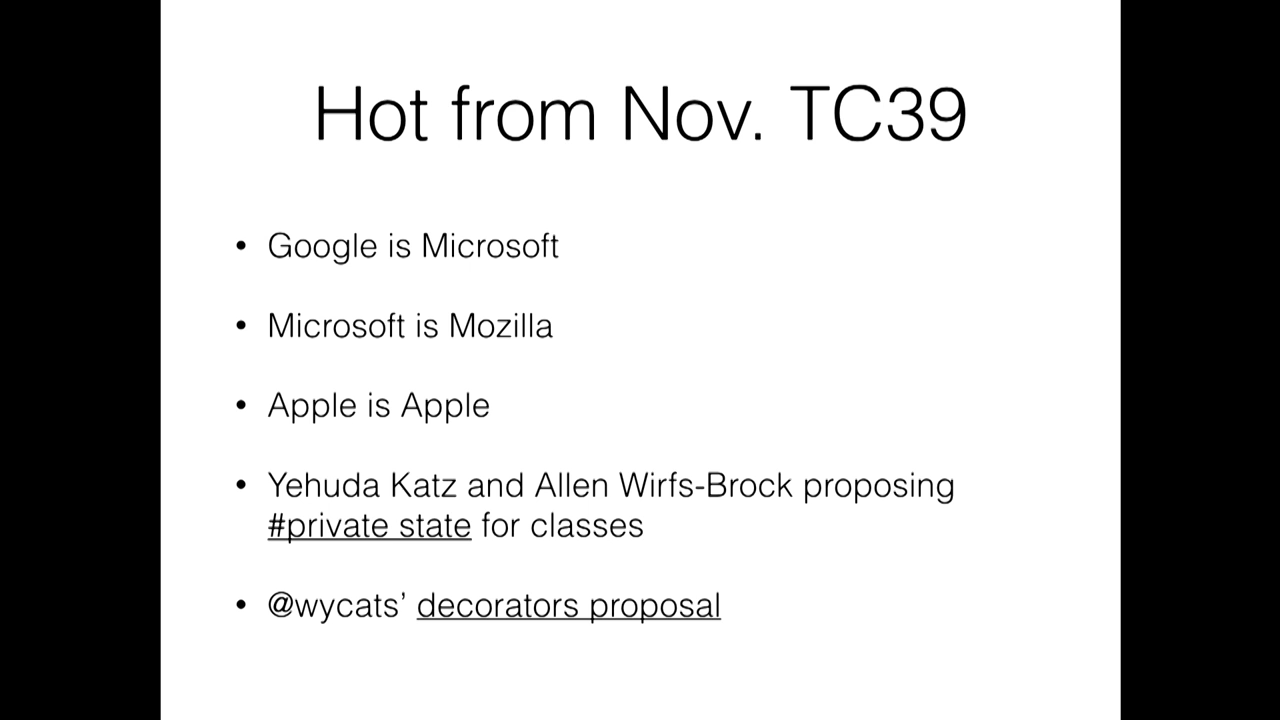 Hot from Nov. TC39
• Google is Microsoft
• Microsoft is Mozilla
• Apple is Apple
• Yehuda Katz and Allen Wirfs-Brock proposing
#private state for classes
• @wycats’ decorators proposal